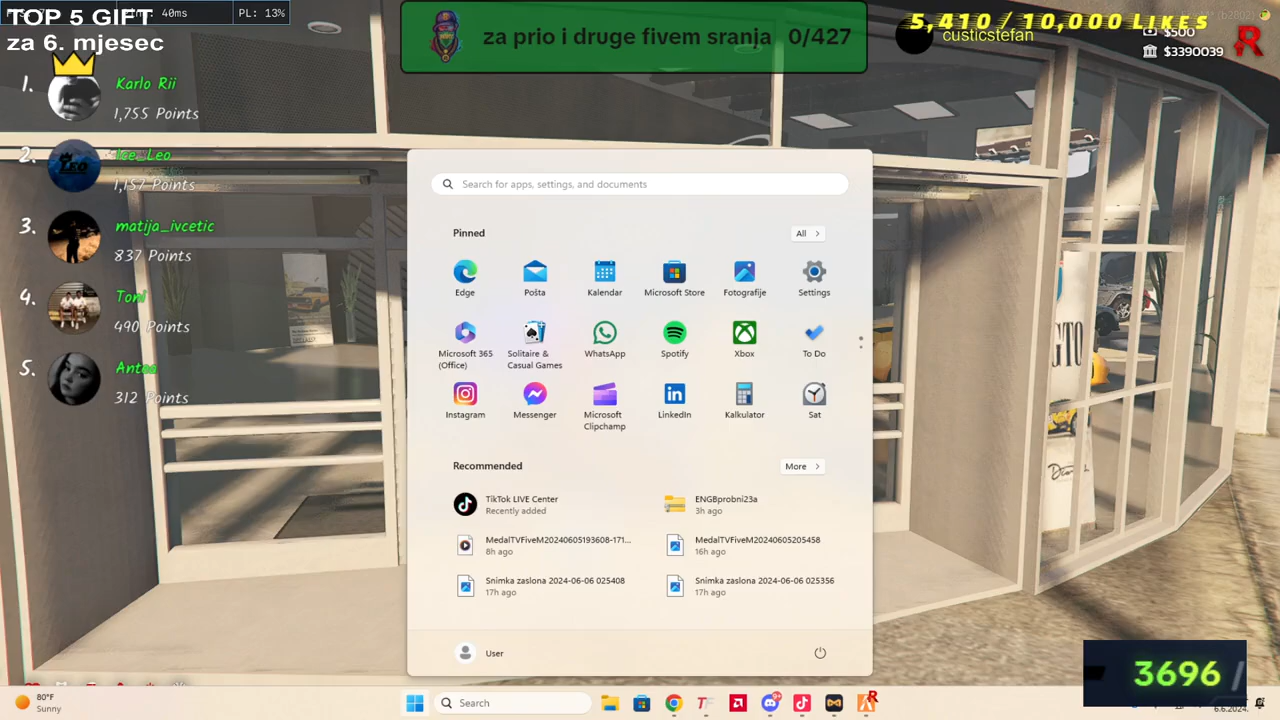 TOP 5 GIFT
za 6. mjesec
40ms
PL: 13%
1.
Karlo Rii
1,755 Points
2.
Ice_Leo
1,157 Points
3.
matija_ivcetic
837 Points
4.
Toni
490 Points
5.
Antea
312 Points
za prio i druge fivem sranja 0/427
5,410 / 10,000 LIKES
custicstefan
$500
$3390039
R
GTO
Search for apps, settings, and documents
Pinned
All
Edge
Pošta
Kalendar
Microsoft Store
Fotografije
Settings
Microsoft 365
(Office)
Solitaire &
Casual Games
WhatsApp
Spotify
Xbox
To Do
Instagram
Messenger
Microsoft
Clipchamp
LinkedIn
Kalkulator
Sat
Recommended
More
TikTok LIVE Center
Recently added
ENGBprobni23a
3h ago
MedalTVFiveM20240605193608-171...
8h ago
MedalTVFiveM20240605205458
16h ago
Snimka zaslona 2024-06-06 025408
17h ago
Snimka zaslona 2024-06-06 025356
17h ago
User
3696 /
80°F
Sunny
Search
6.6.2024.